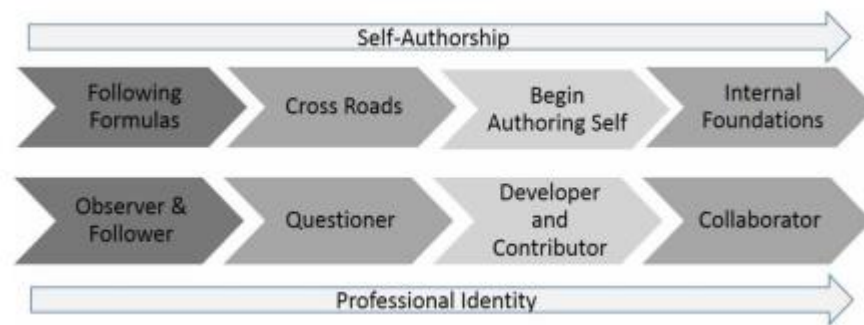 Self-Authorship
Following
Formulas
Cross Roads
Begin
Authoring Self
Internal
Foundations
Observer &
Follower
Questioner
Developer
and
Contributor
Collaborator
Professional Identity